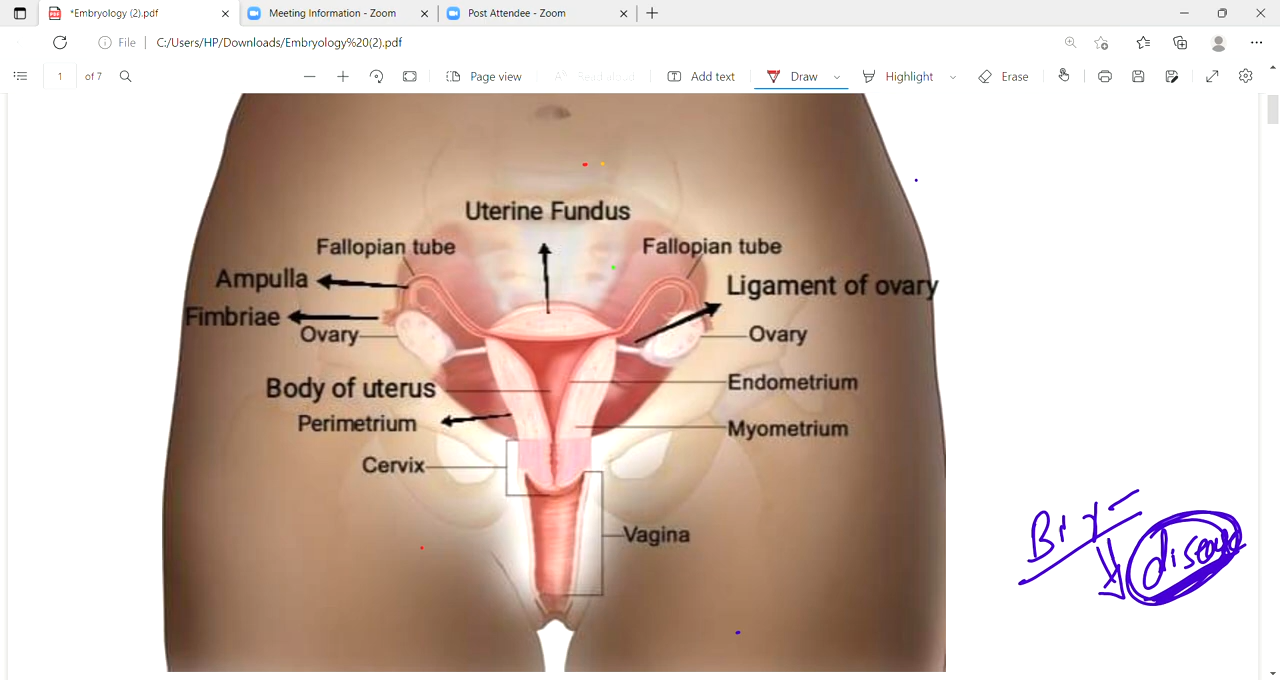 *Embryology (2).pdf
Meeting Information - Zoom
Post Attendee - Zoom
File
C:/Users/HP/Downloads/Embryology%20(2).pdf
1 of 7
Page view
Read aloud
Add text
Draw
Highlight
Erase
Uterine Fundus
Fallopian tube
Fallopian tube
Ampulla
Ligament of ovary
Fimbriae
Ovary
Ovary
Body of uterus
Endometrium
Perimetrium
Myometrium
Cervix
Vagina
disease